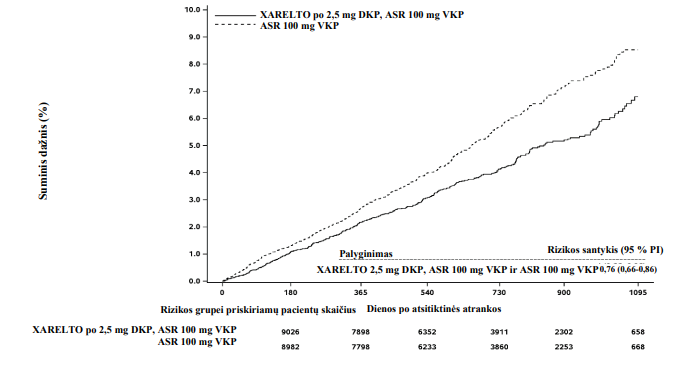 10.0
XARELTO po 2,5 mg DKP, ASR 100 mg VKP
ASR 100 mg VKP
9.0
8.0
7.0
6.0
5.0
4.0
3.0
2.0
1.0
0.0
Suminis dažnis (%)
Palyginimas
Rizikos santykis (95 % PI)
XARELTO 2,5 mg DKP, ASR 100 mg VKP ir ASR 100 mg VKP 0,76 (0,66-0,86)
0 180 365 540 730 900 1095
Rizikos grupei priskiriamų pacientų skaičius Dienos po atsitiktinės atrankos
XARELTO po 2,5 mg DKP, ASR 100 mg VKP 9026 7898 6352 3911 2302 658
ASR 100 mg VKP 8982 7798 6233 3860 2253 668